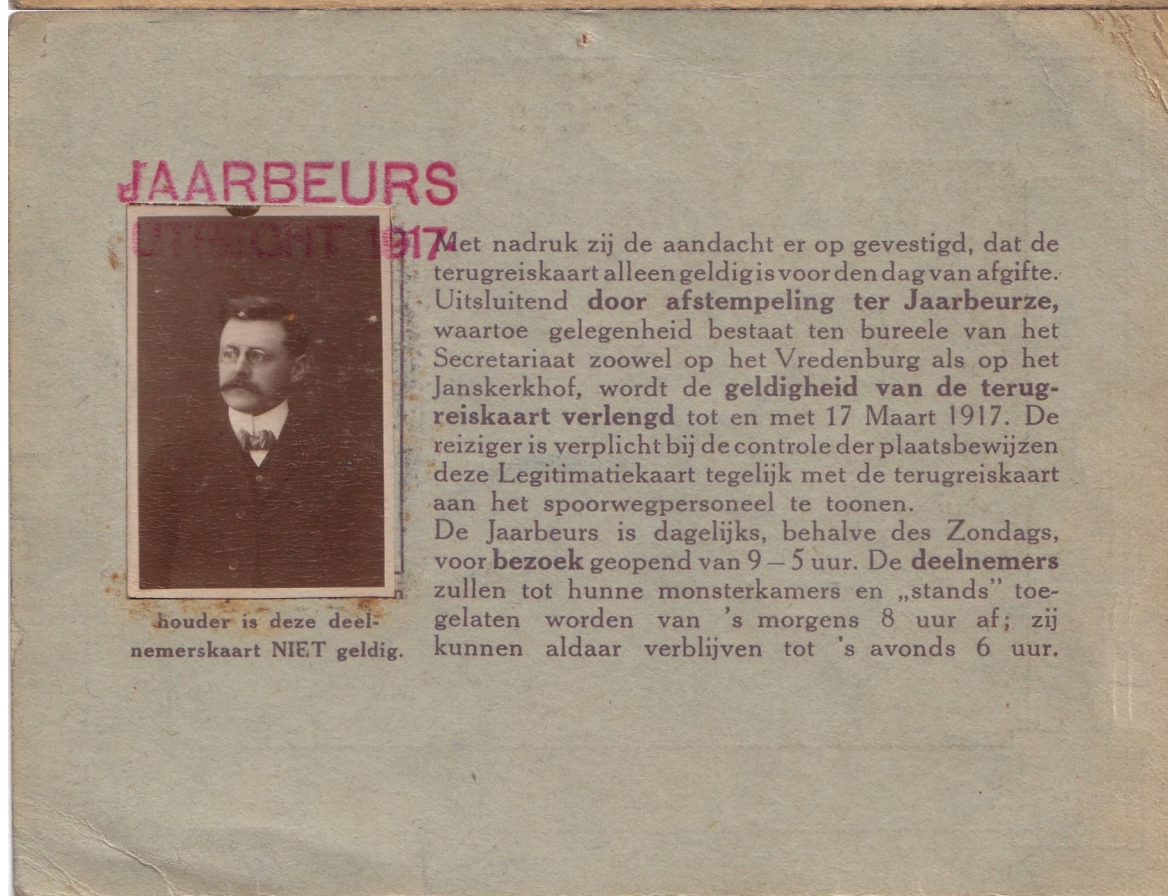 JAARBEURS
UTRECHT 1917
Met nadruk zij de aandacht er op gevestigd, dat de
terugreiskaart alleen geldig is voor den dag van afgifte.
Uitsluitend door afstempeling ter Jaarbeurze,
waartoe gelegenheid bestaat ten bureele van het
Secretariaat zoowel op het Vredenburg als op het
Janskerkhof, wordt de geldigheid van de terug-
reiskaart verlengd tot en met 17 Maart 1917. De
reiziger is verplicht bij de controle der plaatsbewijzen
deze Legitimatiekaart tegelijk met de terugreiskaart
aan het spoorwegpersoneel te toonen.
De Jaarbeurs is dagelijks, behalve des Zondags,
voor bezoek geopend van 9 – 5 uur. De deelnemers
zullen tot hunne monsterkamers en „stands” toe-
gelaten worden van 's morgens 8 uur af; zij
kunnen aldaar verblijven tot 's avonds 6 uur.
houder is deze deel-
nemerskaart NIET geldig.